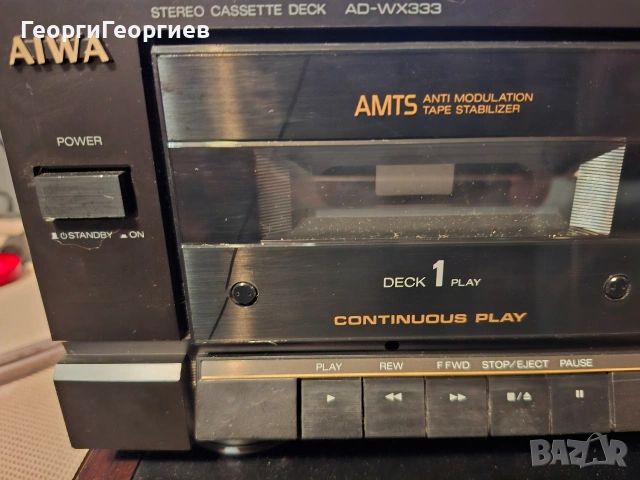 STEREO CASSETTE DECK AD-WX333
ГеоргиГеоргиев
AIWA
AMTS ANTI MODULATION
TAPE STABILIZER
POWER
STANDBY ON
DECK 1 PLAY
CONTINUOUS PLAY
PLAY REW F FWD STOP/EJECT PAUSE
BAZAR